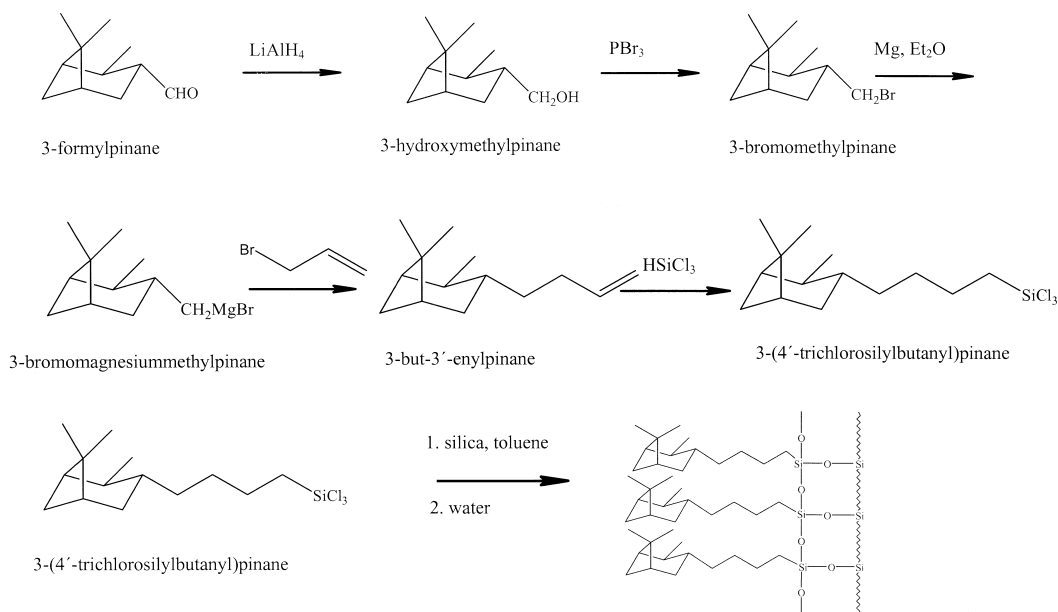 LiAlH4
PBr3
Mg, Et2O
CHO
CH2OH
CH2Br
3-formylpinane
3-hydroxymethylpinane
3-bromomethylpinane
Br
HSiCl3
CH2MgBr
SiCl3
3-bromomagnesiummethylpinane
3-but-3´-enylpinane
3-(4´-trichlorosilylbutanyl)pinane
1. silica, toluene
2. water
SiCl3
3-(4´-trichlorosilylbutanyl)pinane
O
Si O Si
O
Si O Si
O
Si O Si
O